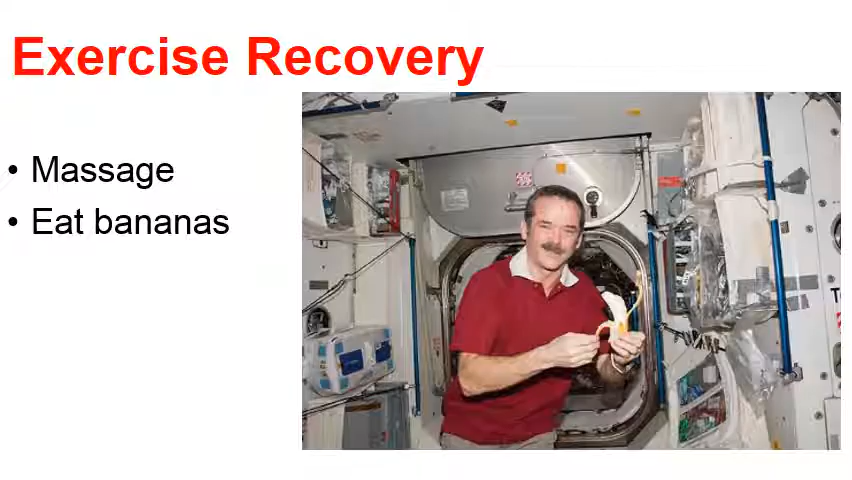 Exercise Recovery
• Massage
• Eat bananas